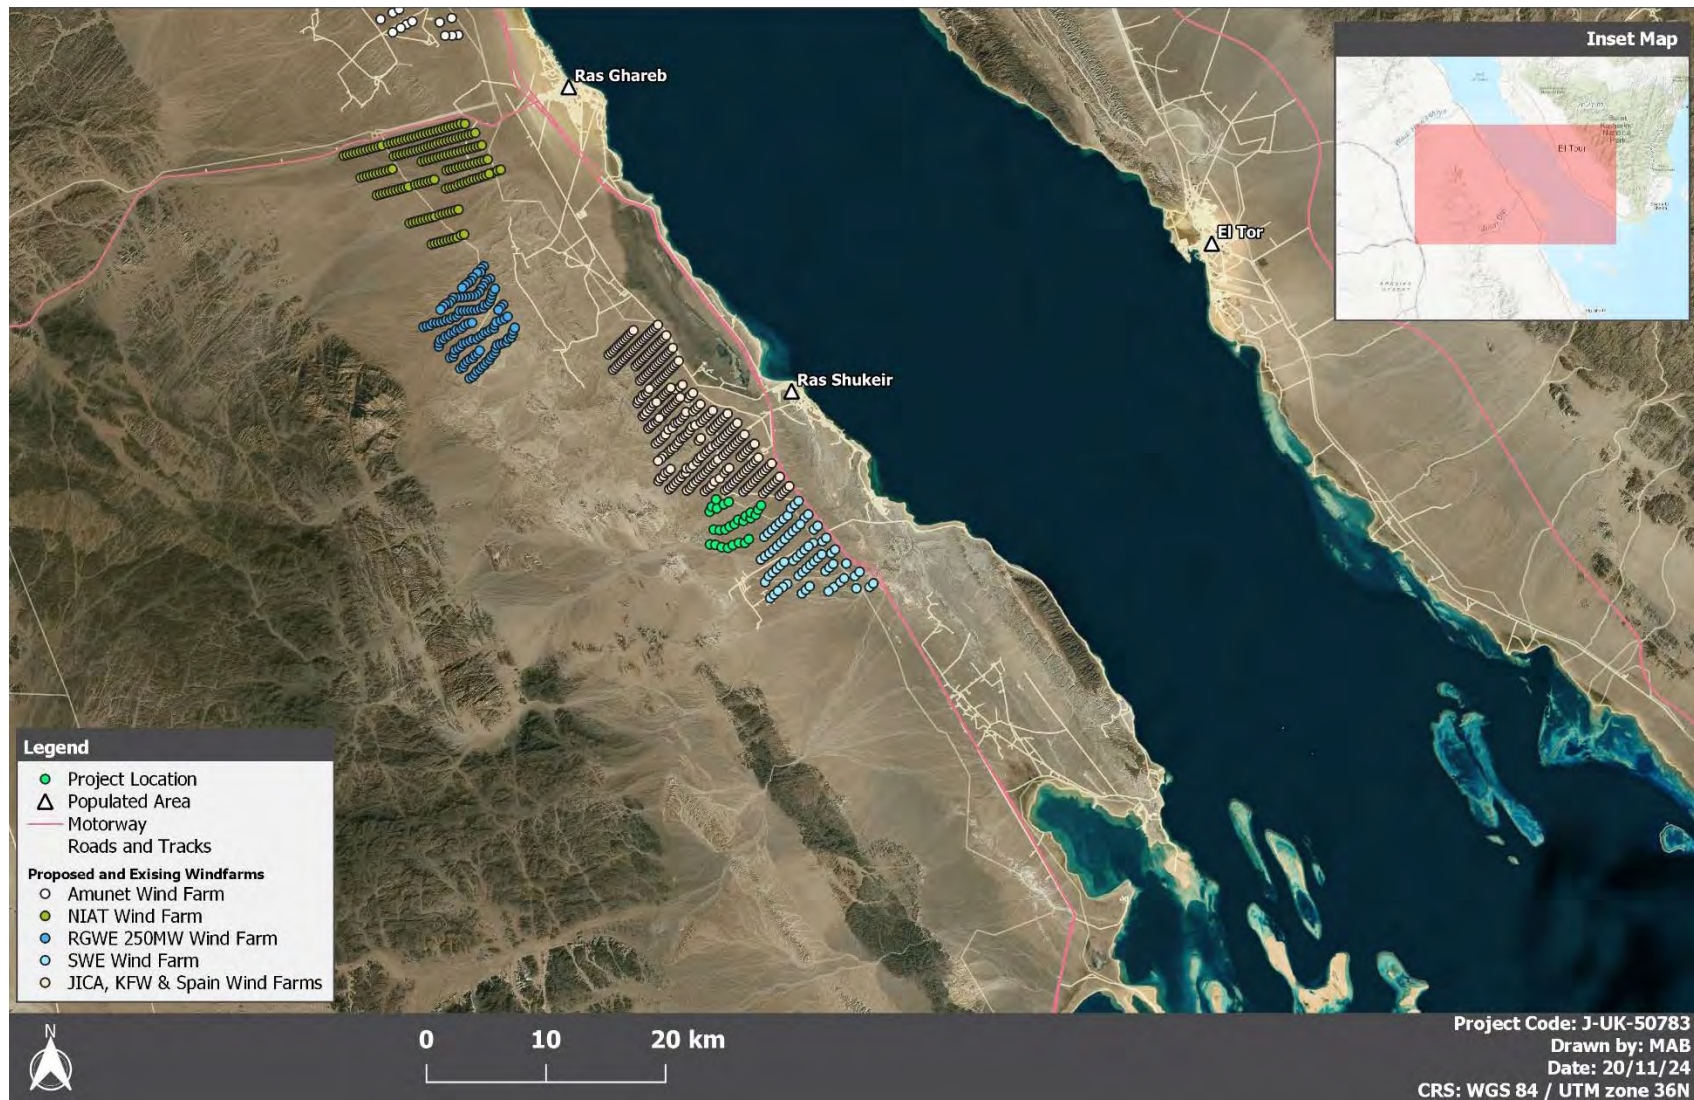 Inset Map
El Tour
Ras Ghareb
El Tor
Ras Shukeir
Legend
Project Location
Populated Area
Motorway
Roads and Tracks
Proposed and Exising Windfarms
Amunet Wind Farm
NIAT Wind Farm
RGWE 250MW Wind Farm
SWE Wind Farm
JICA, KFW & Spain Wind Farms
N
0 10 20 km
Project Code: J-UK-50783
Drawn by: MAB
Date: 20/11/24
CRS: WGS 84 / UTM zone 36N